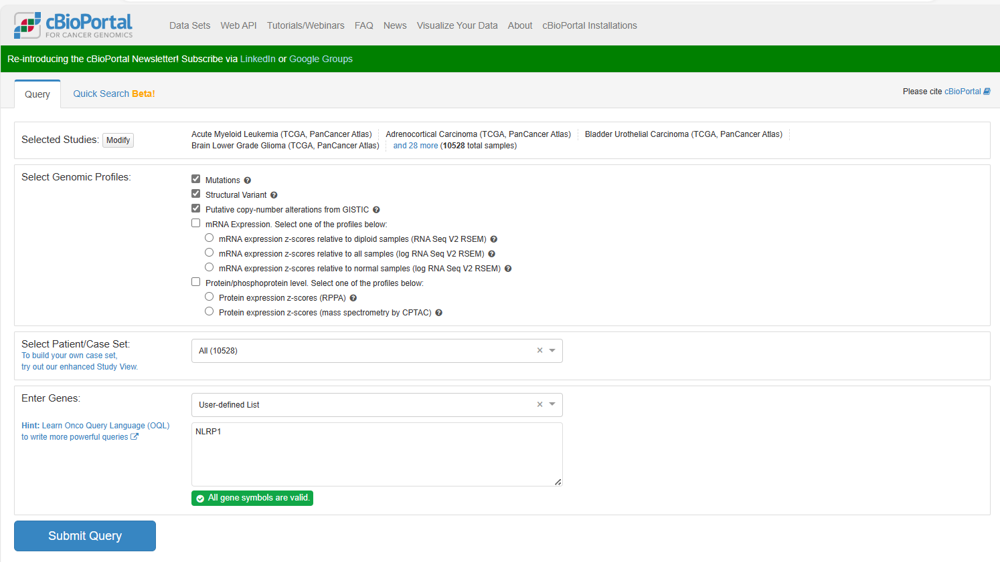 cBioPortal
FOR CANCER GENOMICS
Data Sets Web API Tutorials/Webinars FAQ News Visualize Your Data About cBioPortal Installations
Re-introducing the cBioPortal Newsletter! Subscribe via LinkedIn or Google Groups
Query Quick Search Beta! Please cite cBioPortal
Selected Studies: Modify
Acute Myeloid Leukemia (TCGA, PanCancer Atlas) Adrenocortical Carcinoma (TCGA, PanCancer Atlas) Bladder Urothelial Carcinoma (TCGA, PanCancer Atlas)
Brain Lower Grade Glioma (TCGA, PanCancer Atlas) and 28 more (10528 total samples)
Select Genomic Profiles:
Mutations
Structural Variant
Putative copy-number alterations from GISTIC
mRNA Expression. Select one of the profiles below:
mRNA expression z-scores relative to diploid samples (RNA Seq V2 RSEM)
mRNA expression z-scores relative to all samples (log RNA Seq V2 RSEM)
mRNA expression z-scores relative to normal samples (log RNA Seq V2 RSEM)
Protein/phosphoprotein level. Select one of the profiles below:
Protein expression z-scores (RPPA)
Protein expression z-scores (mass spectrometry by CPTAC)
Select Patient/Case Set:
To build your own case set,
try out our enhanced Study View.
All (10528)
Enter Genes:
User-defined List
Hint: Learn Onco Query Language (OQL)
to write more powerful queries
NLRP1
All gene symbols are valid.
Submit Query